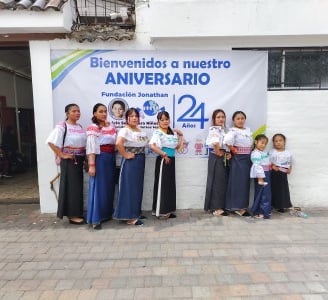 Bienvenidos a nuestro
ANIVERSARIO
Fundación Jonathan
24
Años